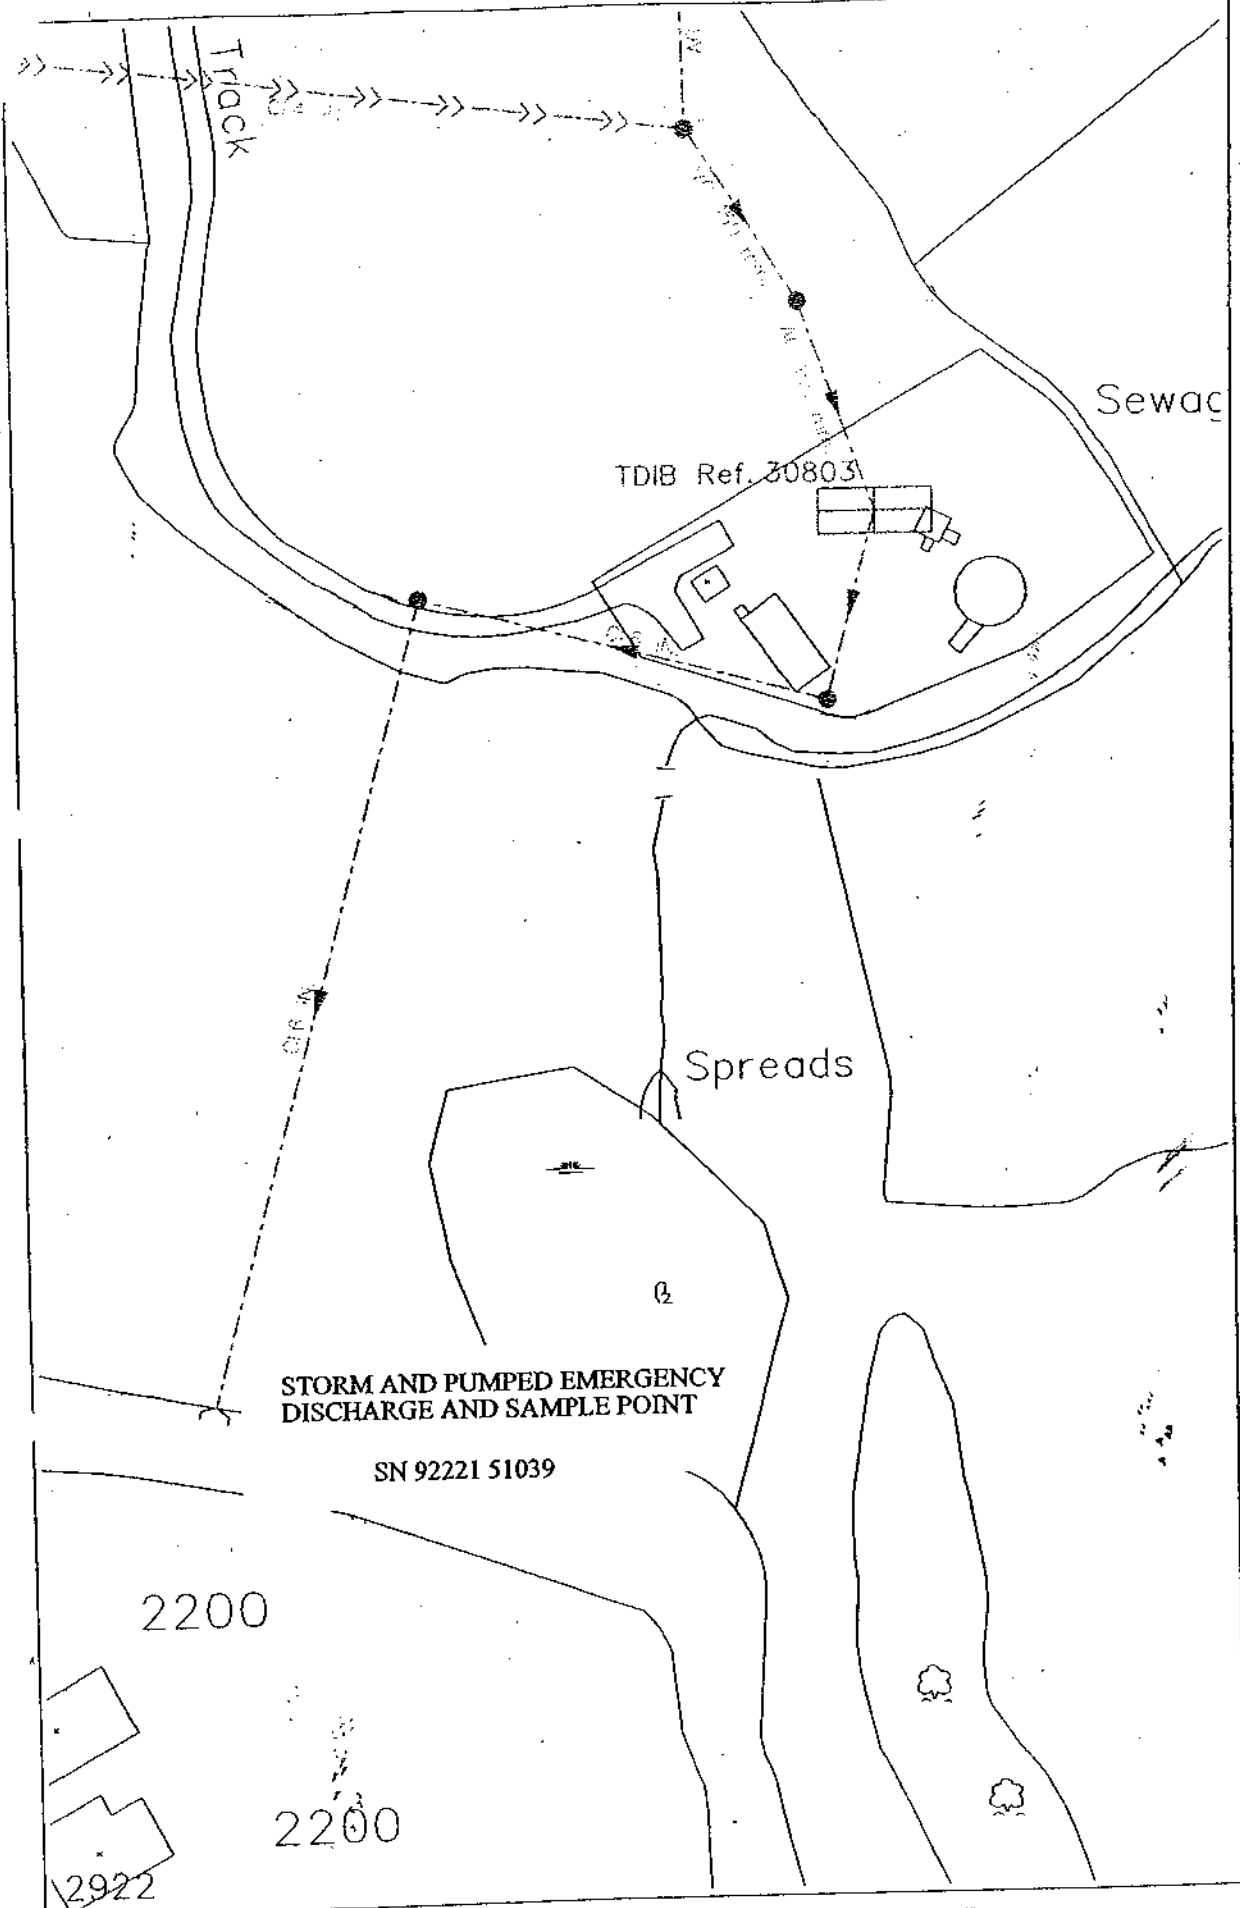 Track
Sewag
TDIB Ref. 30803
Spreads
STORM AND PUMPED EMERGENCY
DISCHARGE AND SAMPLE POINT
SN 92221 51039
2200
2200
2922